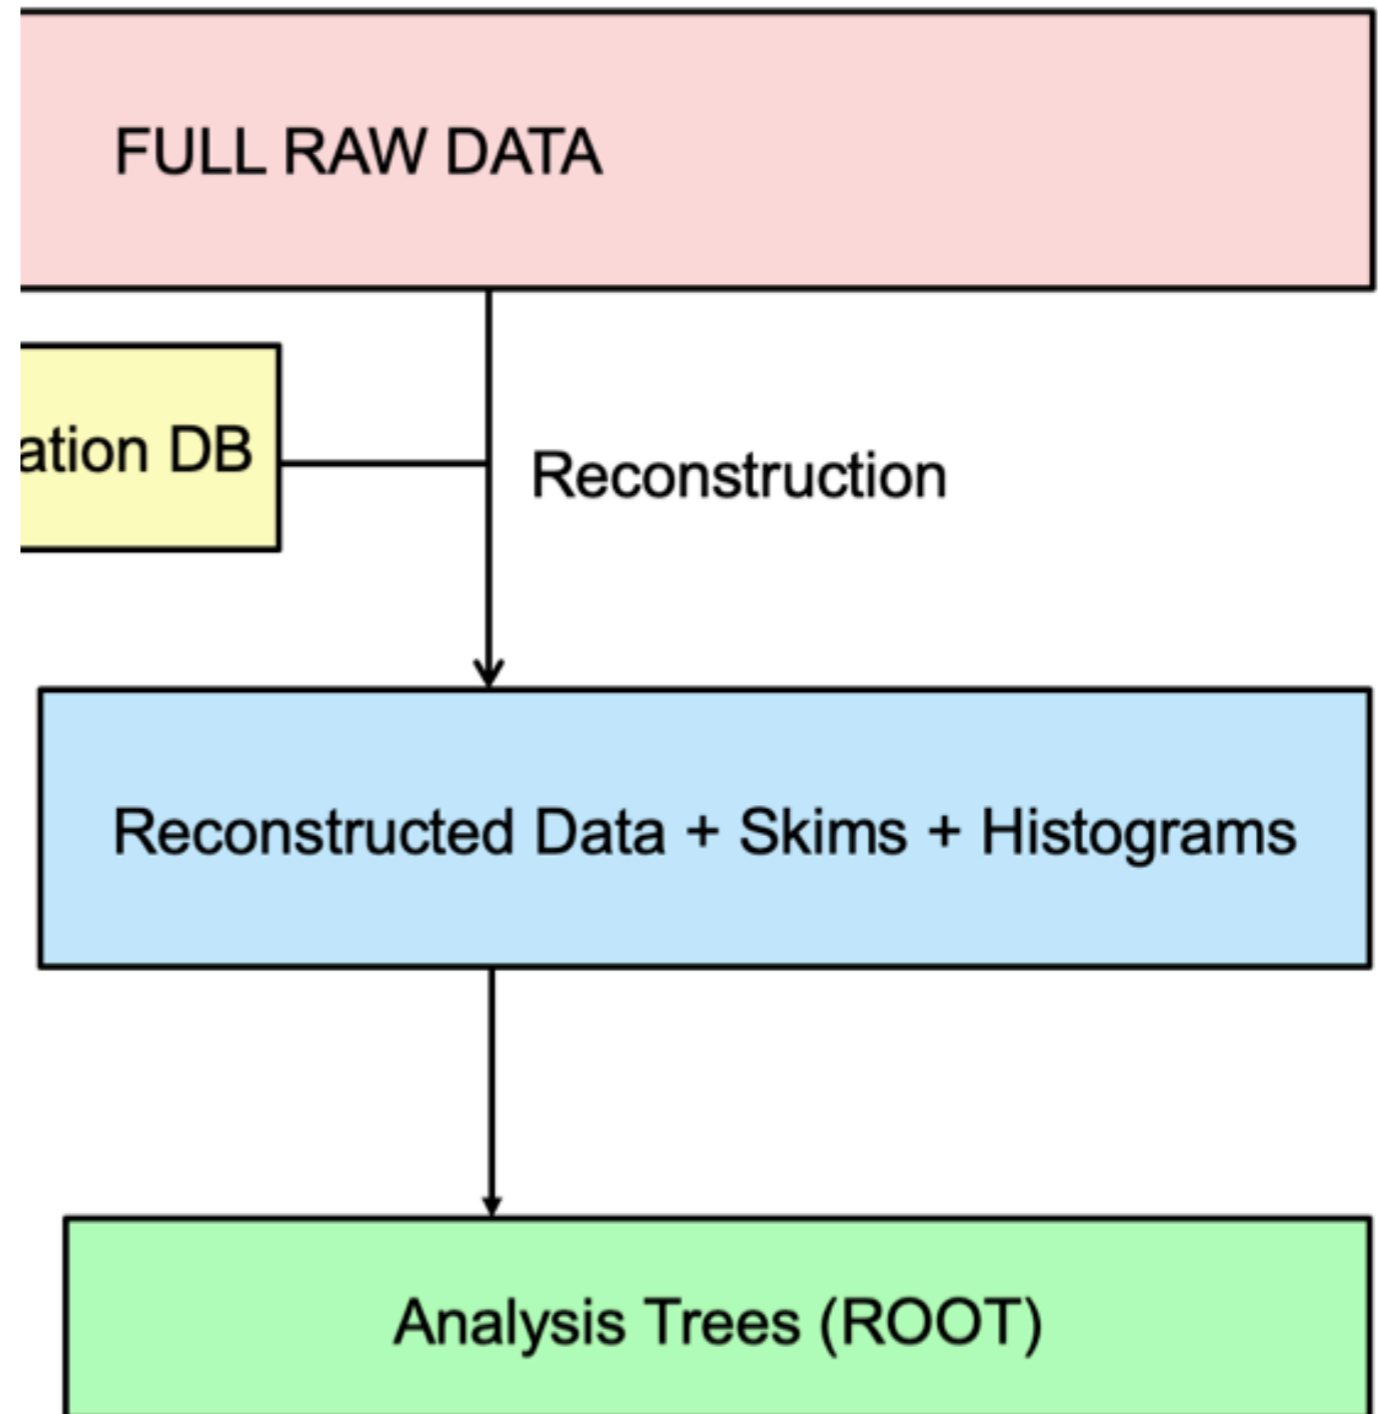 FULL RAW DATA
ation DB
Reconstruction
Reconstructed Data + Skims + Histograms
Analysis Trees (ROOT)